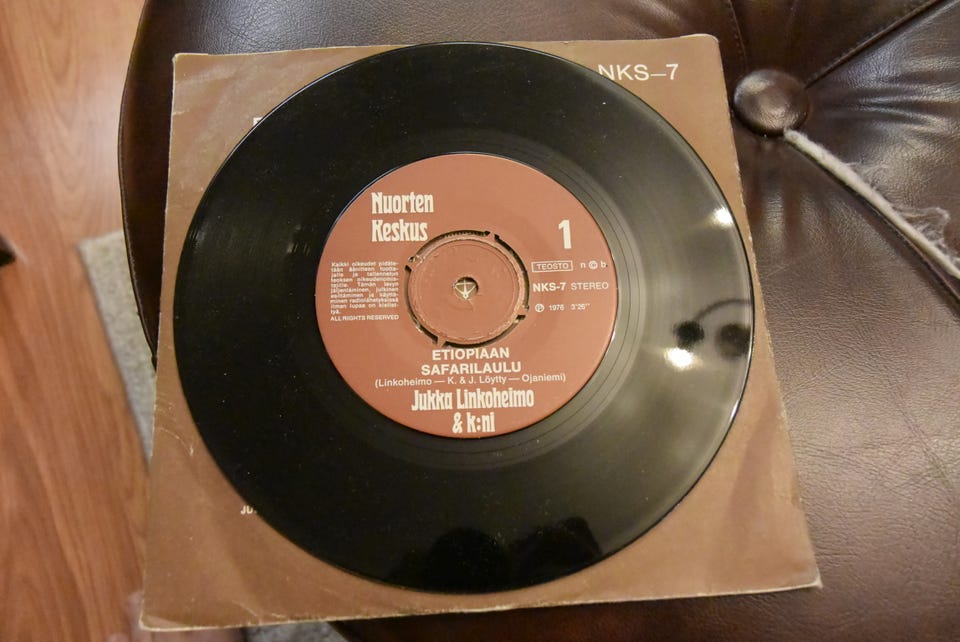 NKS–7
Nuorten
Keskus
1
Kaikki oikeudet pidäte-
tään äänitteen tuotta-
jalle ja tallennetun
teoksen oikeudenomis-
tajille. Tämän levyn
jäljentäminen, julkinen
esittäminen ja käyttä-
minen radiolähetyksissä
ilman lupaa on kiellet-
tyä.
ALL RIGHTS RESERVED
TEOSTO n © b
NKS-7 STEREO
℗ 1976 3'26"
ETIOPIAAN
SAFARILAULU
(Linkoheimo — K. & J. Löytty — Ojaniemi)
Jukka Linkoheimo
& k:ni